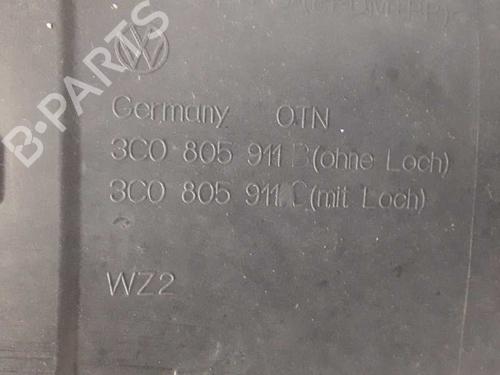 Germany OTN
3C0 805 911 B (ohne Loch)
3C0 805 911 C (mit Loch)
WZ2
B-PARTS